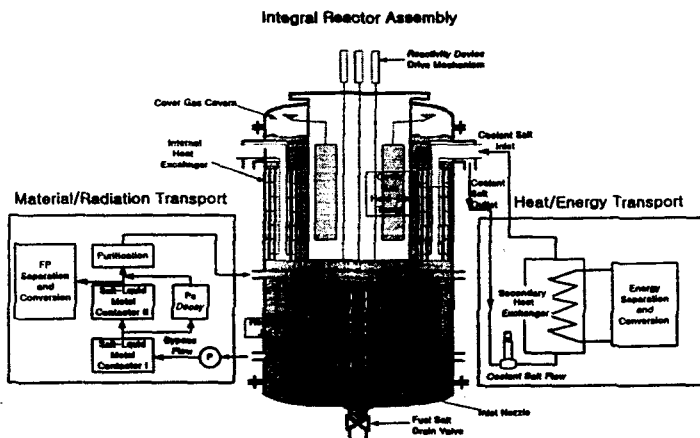 Integral Reactor Assembly
Reactivity Device
Drive Mechanism
Cover Gas Cavern
Internal
Heat
Exchanger
Coolant Salt
Inlet
Coolant
Salt
Outlet
Material/Radiation Transport
Heat/Energy Transport
FP
Separation
and
Conversion
Purification
Salt-Liquid
Metal
Contactor II
Pa
Decay
Bypass
Flow
Salt-Liquid
Metal
Contactor I
P
Secondary
Heat
Exchanger
Energy
Separation
and
Conversion
Coolant Salt Flow
Inlet Nozzle
Fuel Salt
Drain Valve